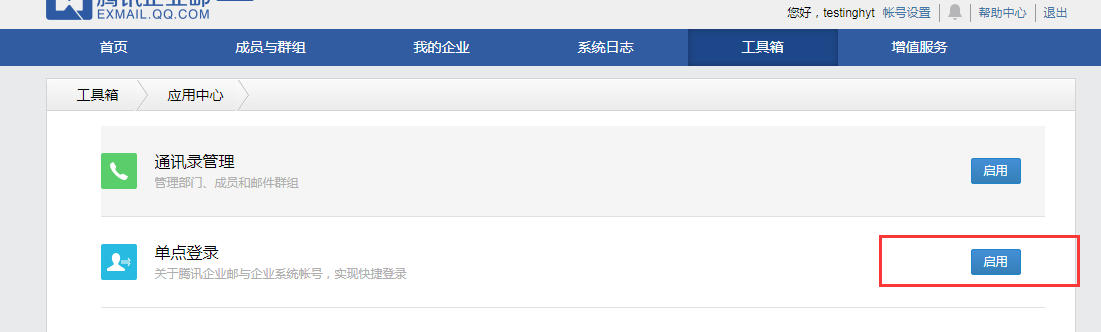 腾讯企业邮
EXMAIL.QQ.COM
您好，testinghyt 帐号设置 帮助中心 退出
首页 成员与群组 我的企业 系统日志 工具箱 增值服务
工具箱 应用中心
通讯录管理
管理部门、成员和邮件群组
启用
单点登录
关于腾讯企业邮与企业系统帐号，实现快捷登录
启用